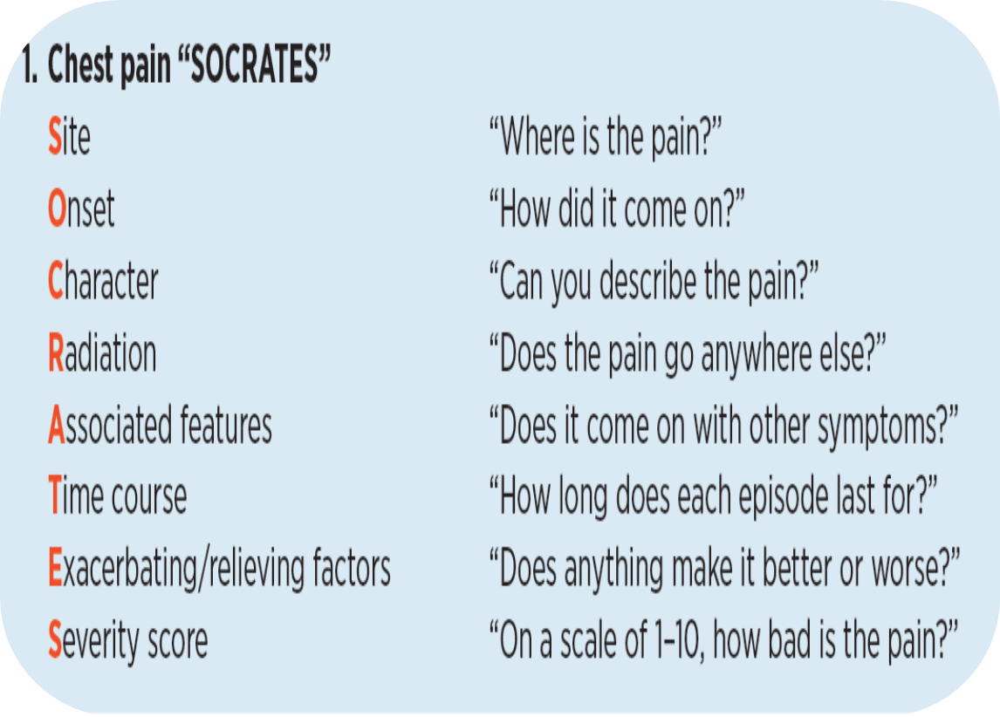 1. Chest pain “SOCRATES”
Site “Where is the pain?”
Onset “How did it come on?”
Character “Can you describe the pain?”
Radiation “Does the pain go anywhere else?”
Associated features “Does it come on with other symptoms?”
Time course “How long does each episode last for?”
Exacerbating/relieving factors “Does anything make it better or worse?”
Severity score “On a scale of 1–10, how bad is the pain?”